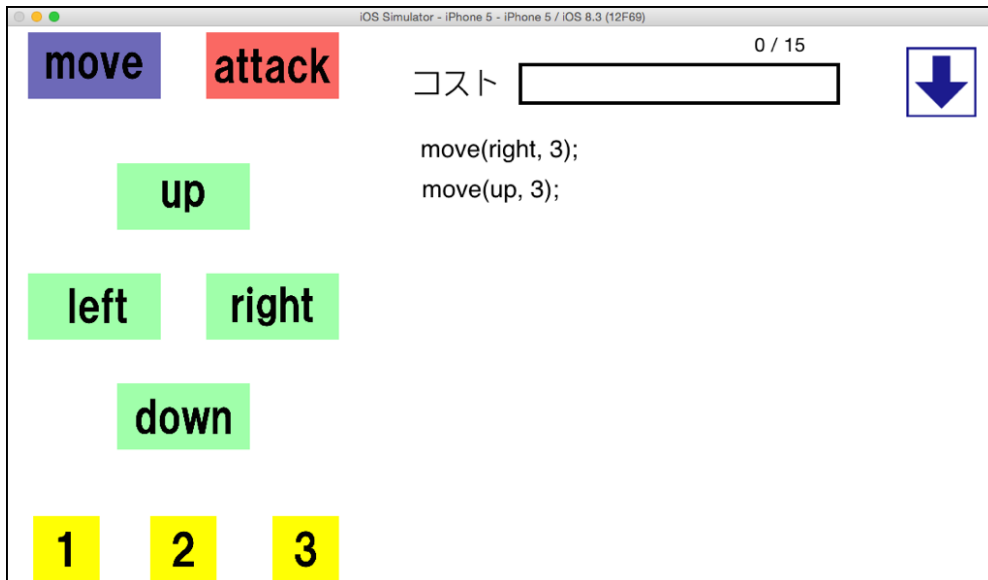 iOS Simulator - iPhone 5 - iPhone 5 / iOS 8.3 (12F69)
move attack
up
left right
down
1 2 3
0 / 15
コスト
move(right, 3);
move(up, 3);